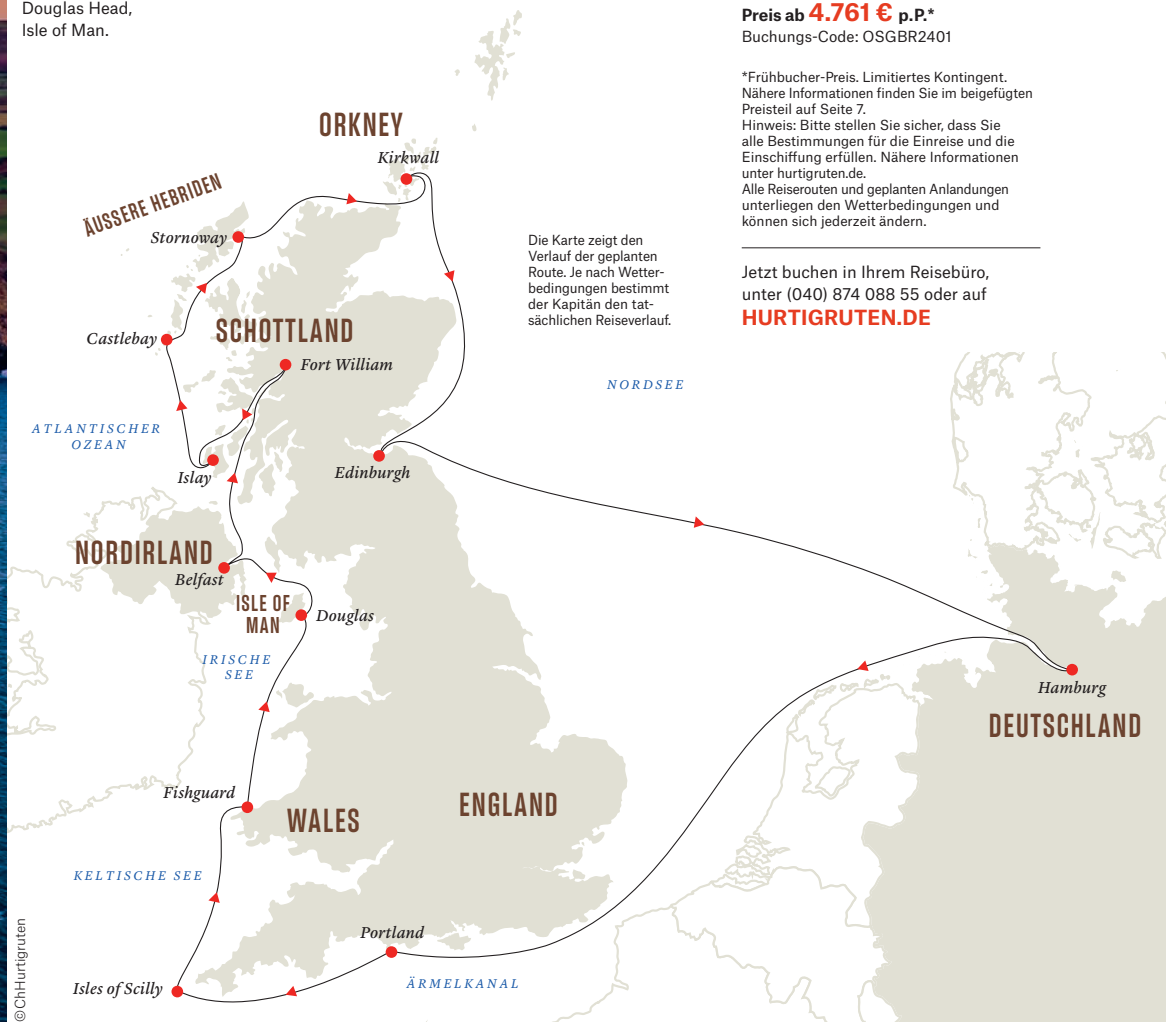 Douglas Head,
Isle of Man.
Preis ab 4.761 € p.P.*
Buchungs-Code: OSGBR2401
*Frühbucher-Preis. Limitiertes Kontingent.
Nähere Informationen finden Sie im beigefügten
Preisteil auf Seite 7.
Hinweis: Bitte stellen Sie sicher, dass Sie
alle Bestimmungen für die Einreise und die
Einschiffung erfüllen. Nähere Informationen
unter hurtigruten.de.
Alle Reiserouten und geplanten Anlandungen
unterliegen den Wetterbedingungen und
können sich jederzeit ändern.
Jetzt buchen in Ihrem Reisebüro,
unter (040) 874 088 55 oder auf
HURTIGRUTEN.DE
Die Karte zeigt den
Verlauf der geplanten
Route. Je nach Wetter-
bedingungen bestimmt
der Kapitän den tat-
sächlichen Reiseverlauf.
ORKNEY
Kirkwall
ÄUSSERE HEBRIDEN
Stornoway
Castlebay
SCHOTTLAND
Fort William
NORDSEE
ATLANTISCHER
OZEAN
Islay
Edinburgh
NORDIRLAND
Belfast
ISLE OF
MAN
Douglas
IRISCHE
SEE
Hamburg
DEUTSCHLAND
Fishguard
WALES
ENGLAND
KELTISCHE SEE
Portland
Isles of Scilly
ÄRMELKANAL
©ChHurtigruten